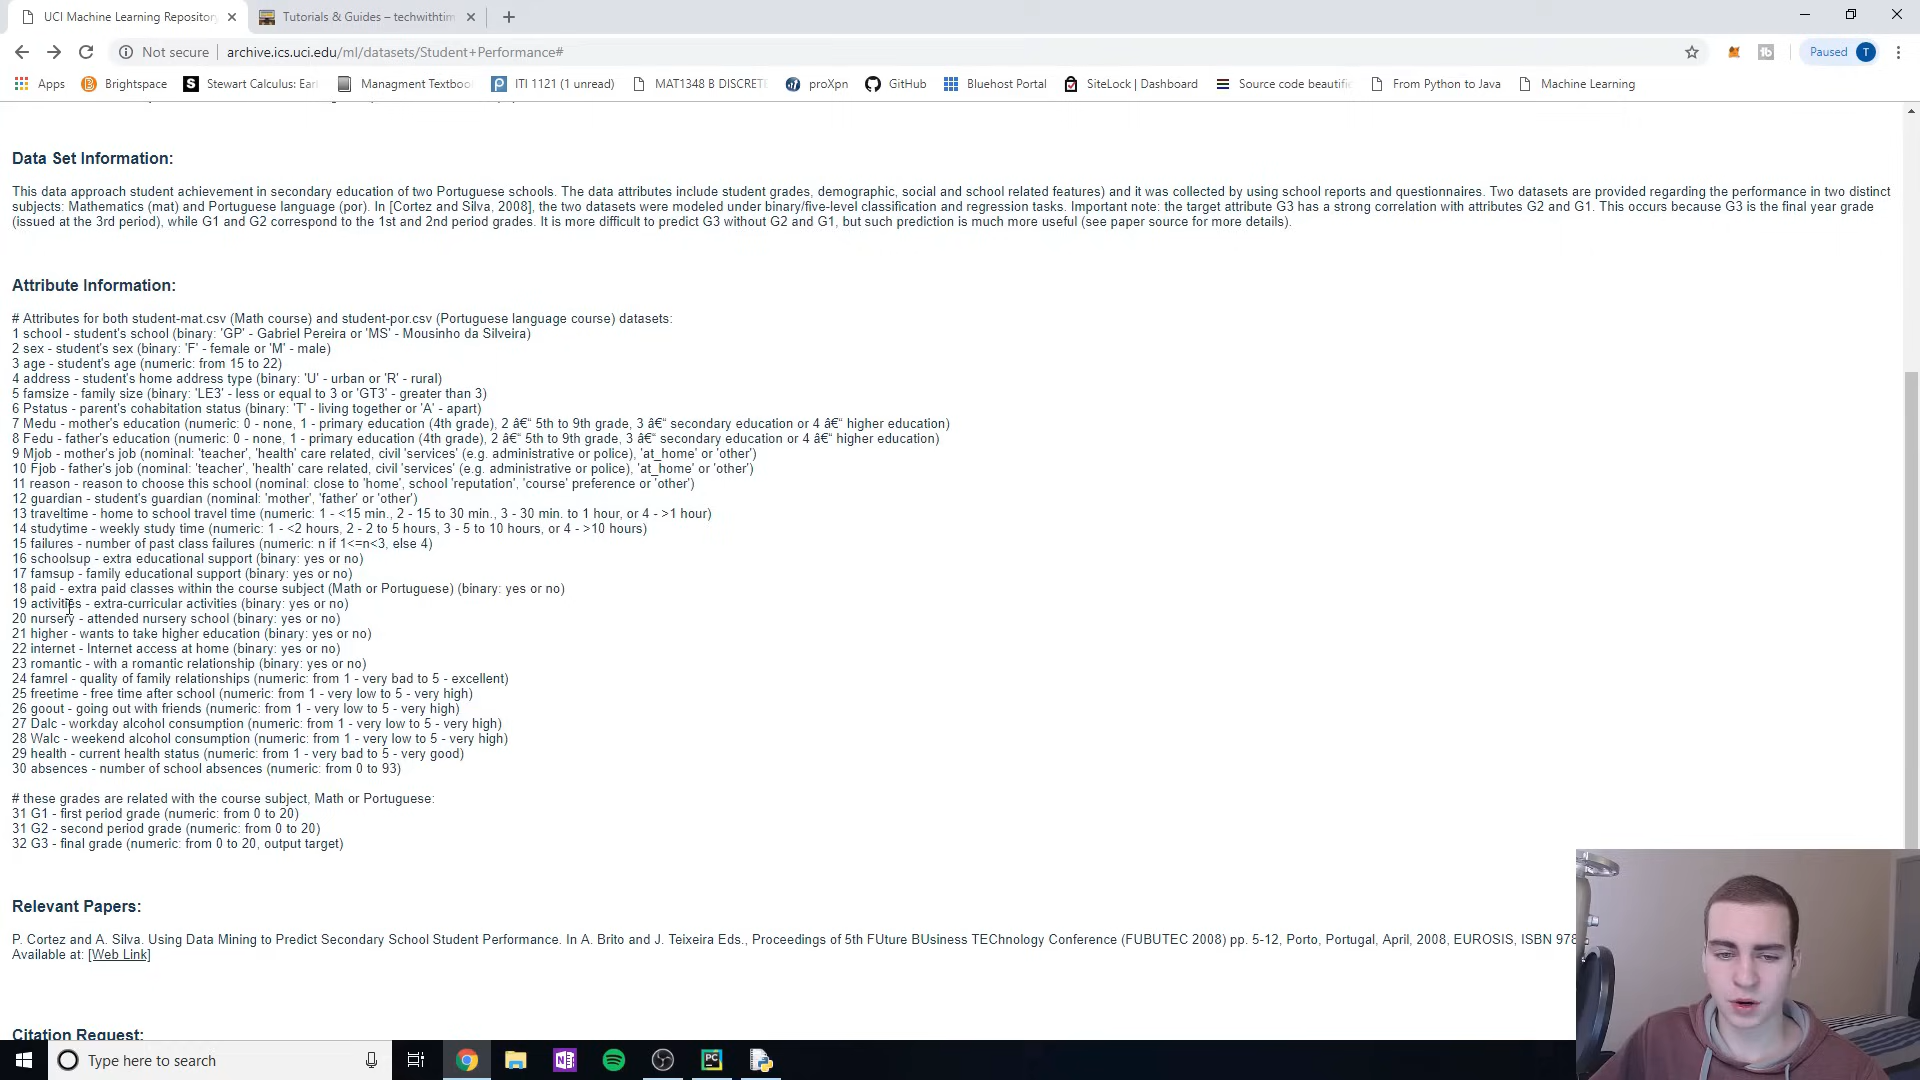 UCI Machine Learning Repository
Tutorials & Guides – techwithtim
Not secure
archive.ics.uci.edu/ml/datasets/Student+Performance#
Paused
T
Apps
Brightspace
Stewart Calculus: Earl
Managment Textbook
ITI 1121 (1 unread)
MAT1348 B DISCRETE
proXpn
GitHub
Bluehost Portal
SiteLock | Dashboard
Source code beautifi
From Python to Java
Machine Learning
Data Set Information:
This data approach student achievement in secondary education of two Portuguese schools. The data attributes include student grades, demographic, social and school related features) and it was collected by using school reports and questionnaires. Two datasets are provided regarding the performance in two distinct
subjects: Mathematics (mat) and Portuguese language (por). In [Cortez and Silva, 2008], the two datasets were modeled under binary/five-level classification and regression tasks. Important note: the target attribute G3 has a strong correlation with attributes G2 and G1. This occurs because G3 is the final year grade
(issued at the 3rd period), while G1 and G2 correspond to the 1st and 2nd period grades. It is more difficult to predict G3 without G2 and G1, but such prediction is much more useful (see paper source for more details).
Attribute Information:
# Attributes for both student-mat.csv (Math course) and student-por.csv (Portuguese language course) datasets:
1 school - student's school (binary: 'GP' - Gabriel Pereira or 'MS' - Mousinho da Silveira)
2 sex - student's sex (binary: 'F' - female or 'M' - male)
3 age - student's age (numeric: from 15 to 22)
4 address - student's home address type (binary: 'U' - urban or 'R' - rural)
5 famsize - family size (binary: 'LE3' - less or equal to 3 or 'GT3' - greater than 3)
6 Pstatus - parent's cohabitation status (binary: 'T' - living together or 'A' - apart)
7 Medu - mother's education (numeric: 0 - none, 1 - primary education (4th grade), 2 â€“ 5th to 9th grade, 3 â€“ secondary education or 4 â€“ higher education)
8 Fedu - father's education (numeric: 0 - none, 1 - primary education (4th grade), 2 â€“ 5th to 9th grade, 3 â€“ secondary education or 4 â€“ higher education)
9 Mjob - mother's job (nominal: 'teacher', 'health' care related, civil 'services' (e.g. administrative or police), 'at_home' or 'other')
10 Fjob - father's job (nominal: 'teacher', 'health' care related, civil 'services' (e.g. administrative or police), 'at_home' or 'other')
11 reason - reason to choose this school (nominal: close to 'home', school 'reputation', 'course' preference or 'other')
12 guardian - student's guardian (nominal: 'mother', 'father' or 'other')
13 traveltime - home to school travel time (numeric: 1 - <15 min., 2 - 15 to 30 min., 3 - 30 min. to 1 hour, or 4 - >1 hour)
14 studytime - weekly study time (numeric: 1 - <2 hours, 2 - 2 to 5 hours, 3 - 5 to 10 hours, or 4 - >10 hours)
15 failures - number of past class failures (numeric: n if 1<=n<3, else 4)
16 schoolsup - extra educational support (binary: yes or no)
17 famsup - family educational support (binary: yes or no)
18 paid - extra paid classes within the course subject (Math or Portuguese) (binary: yes or no)
19 activities - extra-curricular activities (binary: yes or no)
20 nursery - attended nursery school (binary: yes or no)
21 higher - wants to take higher education (binary: yes or no)
22 internet - Internet access at home (binary: yes or no)
23 romantic - with a romantic relationship (binary: yes or no)
24 famrel - quality of family relationships (numeric: from 1 - very bad to 5 - excellent)
25 freetime - free time after school (numeric: from 1 - very low to 5 - very high)
26 goout - going out with friends (numeric: from 1 - very low to 5 - very high)
27 Dalc - workday alcohol consumption (numeric: from 1 - very low to 5 - very high)
28 Walc - weekend alcohol consumption (numeric: from 1 - very low to 5 - very high)
29 health - current health status (numeric: from 1 - very bad to 5 - very good)
30 absences - number of school absences (numeric: from 0 to 93)
# these grades are related with the course subject, Math or Portuguese:
31 G1 - first period grade (numeric: from 0 to 20)
31 G2 - second period grade (numeric: from 0 to 20)
32 G3 - final grade (numeric: from 0 to 20, output target)
Relevant Papers:
P. Cortez and A. Silva. Using Data Mining to Predict Secondary School Student Performance. In A. Brito and J. Teixeira Eds., Proceedings of 5th FUture BUsiness TEChnology Conference (FUBUTEC 2008) pp. 5-12, Porto, Portugal, April, 2008, EUROSIS, ISBN 978
Available at: [Web Link]
Citation Request:
Type here to search